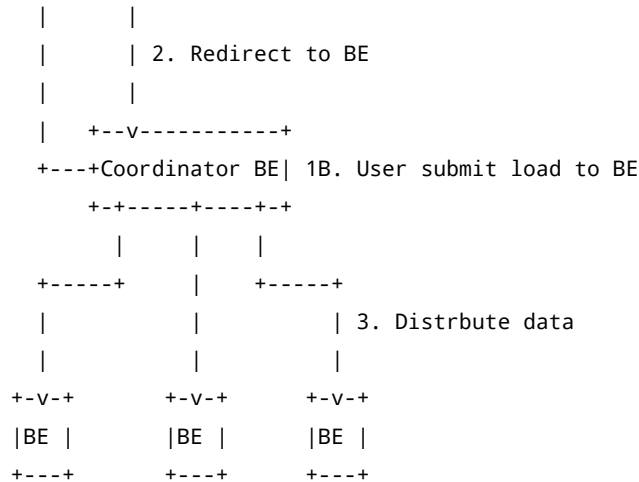 |      |
|      | 2. Redirect to BE
|      |
|   +--v-----------+
+---+Coordinator BE| 1B. User submit load to BE
+-+-----+----+-+
|     |    |
+-----+     |    +-----+
|           |          | 3. Distrbute data
|           |          |
+-v-+       +-v-+      +-v-+
|BE |       |BE |      |BE |
+---+       +---+      +---+